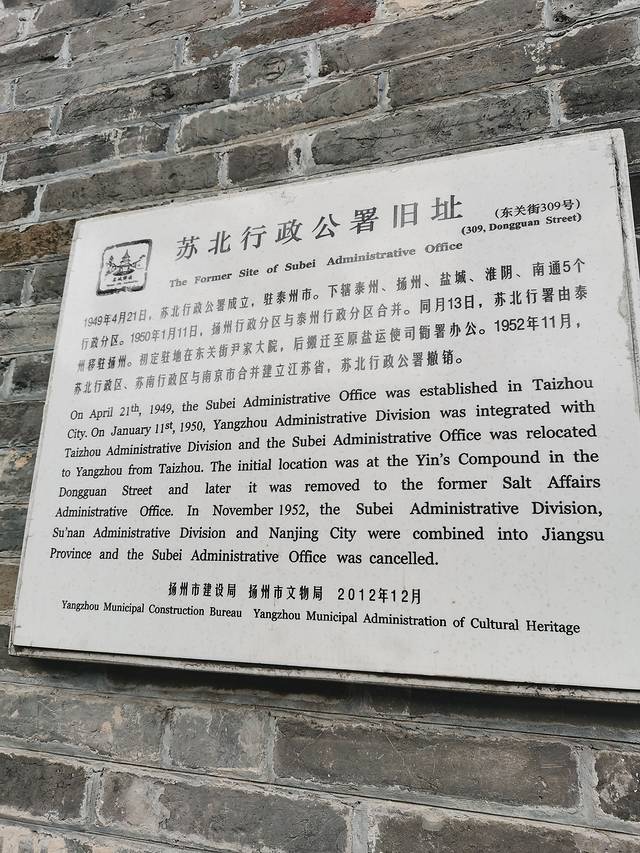 苏北行政公署旧址 (东关街309号)
The Former Site of Subei Administrative Office (309, Dongguan Street)
1949年4月21日，苏北行政公署成立，驻泰州市。下辖泰州、扬州、盐城、淮阴、南通5个
行政分区。1950年1月11日，扬州行政分区与泰州行政分区合并。同月13日，苏北行署由泰
州移驻扬州。初定驻地在东关街尹家大院，后搬迁至原盐运使司衙署办公。1952年11月，
苏北行政区、苏南行政区与南京市合并建立江苏省，苏北行政公署撤销。
On April 21th, 1949, the Subei Administrative Office was established in Taizhou
City. On January 11st, 1950, Yangzhou Administrative Division was integrated with
Taizhou Administrative Division and the Subei Administrative Office was relocated
to Yangzhou from Taizhou. The initial location was at the Yin's Compound in the
Dongguan Street and later it was removed to the former Salt Affairs
Administrative Office. In November 1952, the Subei Administrative Division,
Su'nan Administrative Division and Nanjing City were combined into Jiangsu
Province and the Subei Administrative Office was cancelled.
扬州市建设局 扬州市文物局 2012年12月
Yangzhou Municipal Construction Bureau Yangzhou Municipal Administration of Cultural Heritage